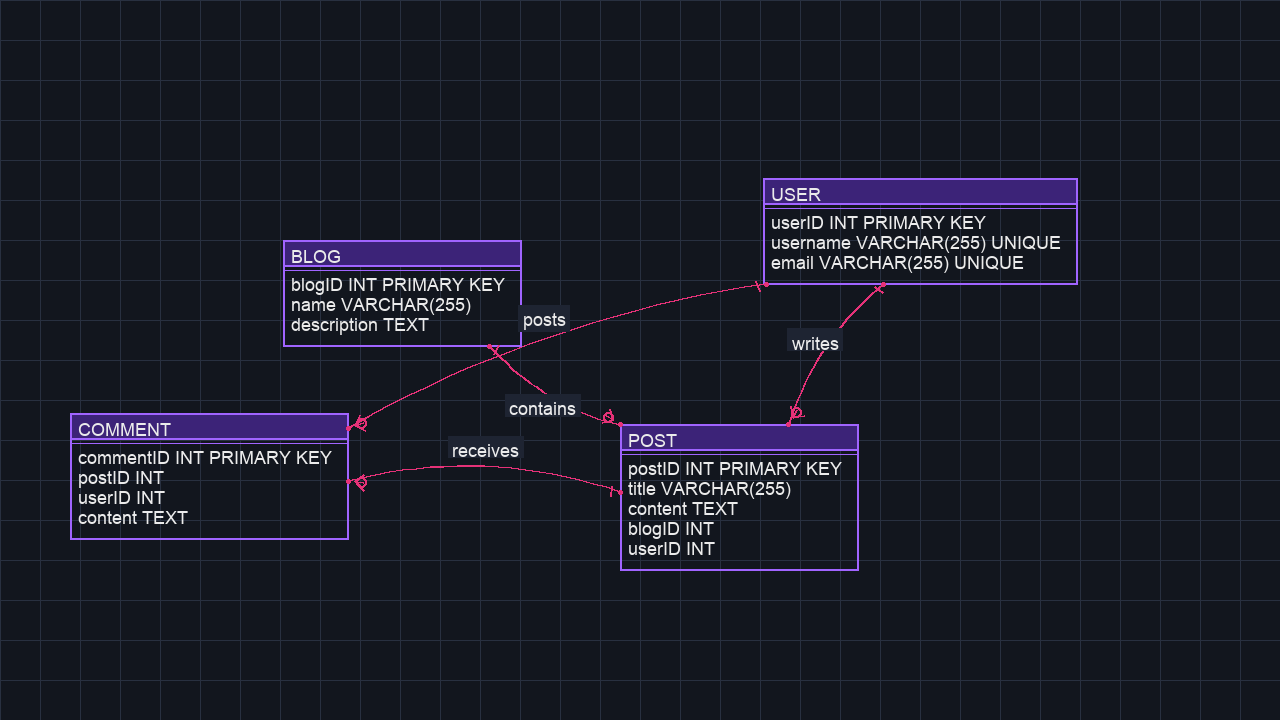 USER
userID INT PRIMARY KEY
username VARCHAR(255) UNIQUE
email VARCHAR(255) UNIQUE
BLOG
blogID INT PRIMARY KEY
name VARCHAR(255)
description TEXT
posts
writes
contains
COMMENT
commentID INT PRIMARY KEY
postID INT
userID INT
content TEXT
receives
POST
postID INT PRIMARY KEY
title VARCHAR(255)
content TEXT
blogID INT
userID INT